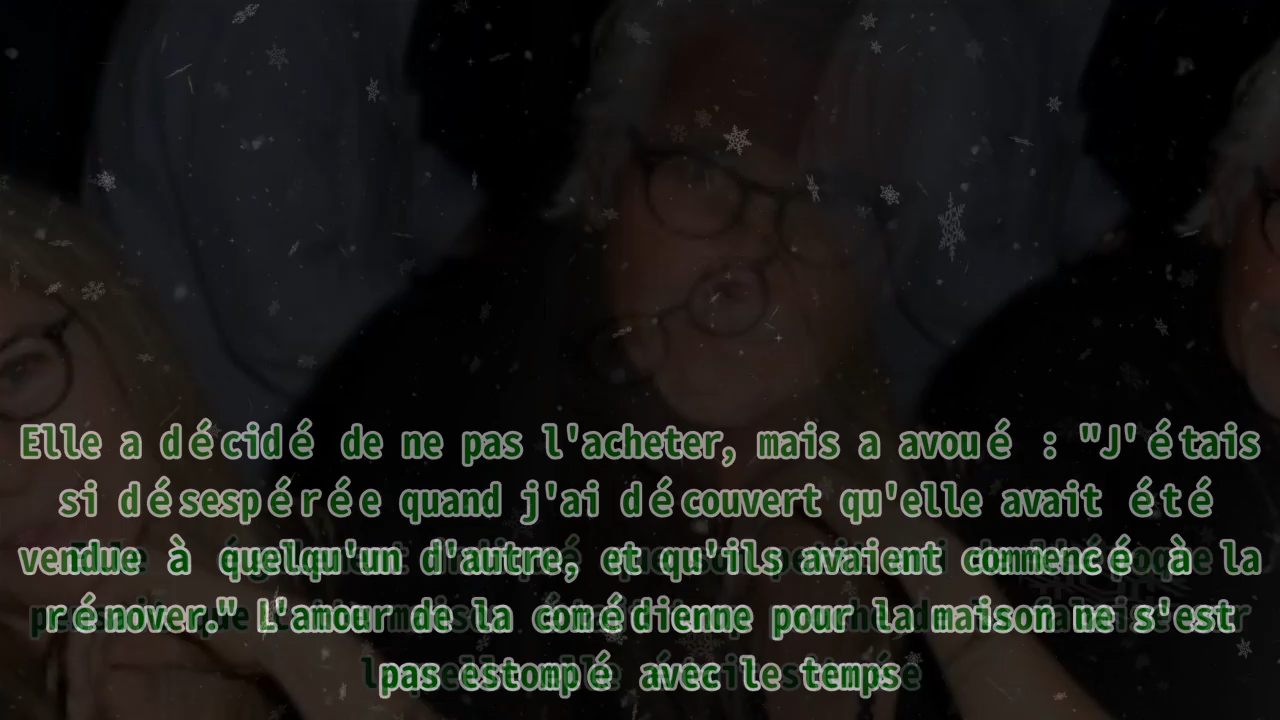 Elle a décidé de ne pas l'acheter, mais a avoué : "J'étais
si désespérée quand j'ai découvert qu'elle avait été
vendue à quelqu'un d'autre, et qu'ils avaient commencé à la
rénover." L'amour de la comédienne pour la maison ne s'est
pas estompé avec le temps